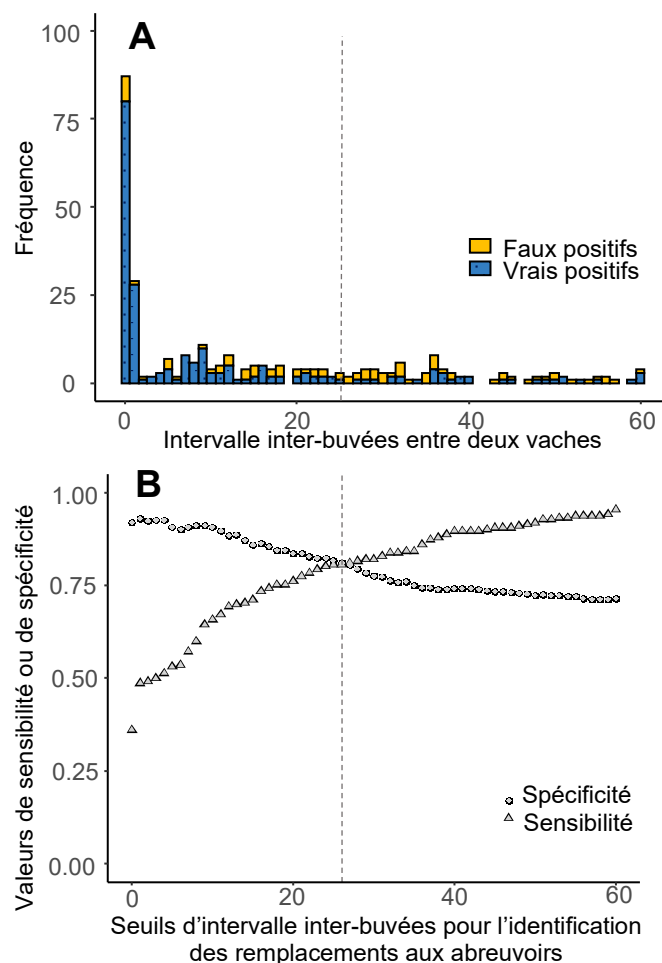 A
100
75
50
25
0
Fréquence
Faux positifs
Vrais positifs
0 20 40 60
Intervalle inter-buvées entre deux vaches
B
1.00
0.75
0.50
0.25
0.00
Valeurs de sensibilité ou de spécificité
Spécificité
Sensibilité
0 20 40 60
Seuils d’intervalle inter-buvées pour l’identification
des remplacements aux abreuvoirs